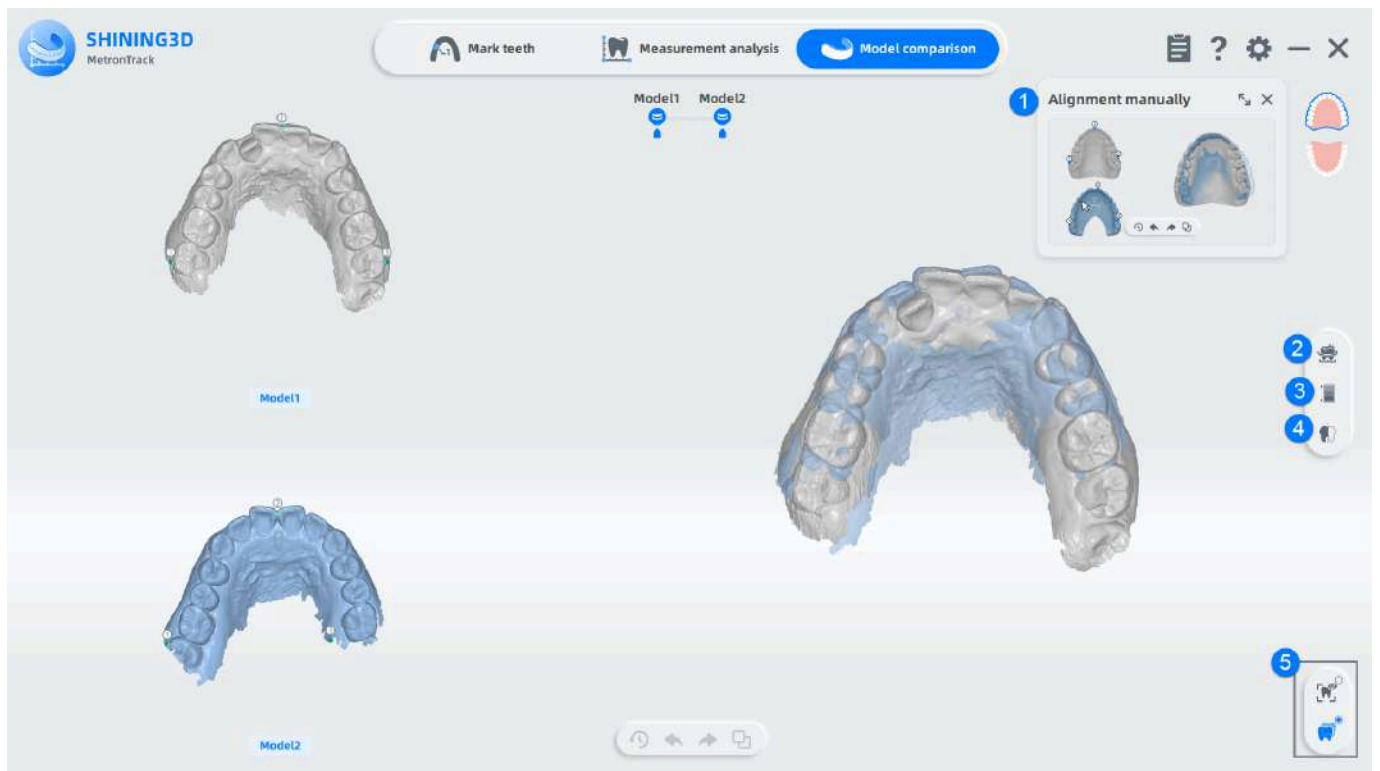 SHINING3D
MetronTrack
Mark teeth
Measurement analysis
Model comparison
?
Model1 Model2
1
Alignment manually
2
3
4
Model1
5
Model2